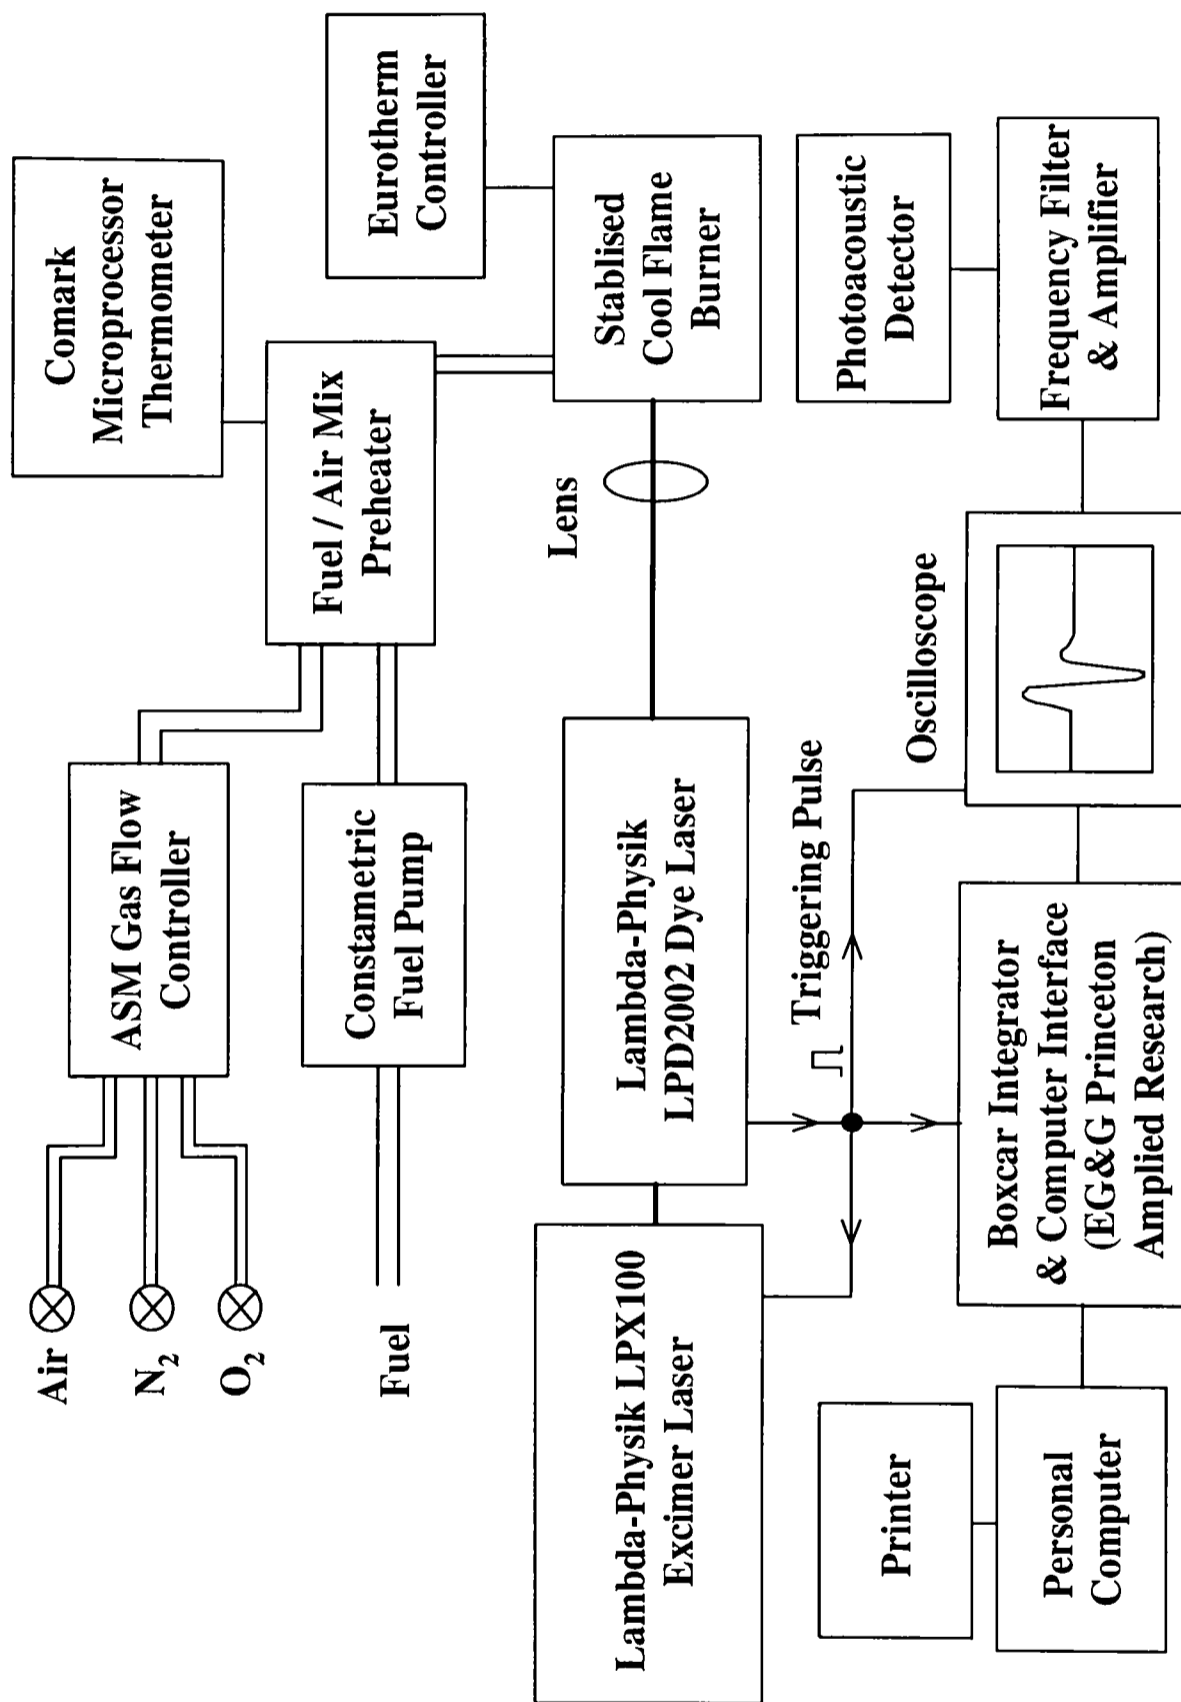 Air
N₂
O₂
Fuel
ASM Gas Flow
Controller
Constametric
Fuel Pump
Comark
Microprocessor
Thermometer
Fuel / Air Mix
Preheater
Eurotherm
Controller
Lambda-Physik LPX100
Excimer Laser
Lambda-Physik
LPD2002 Dye Laser
Lens
Stablised
Cool Flame
Burner
Triggering Pulse
Printer
Personal
Computer
Boxcar Integrator
& Computer Interface
(EG&G Princeton
Amplied Research)
Oscilloscope
Photoacoustic
Detector
Frequency Filter
& Amplifier